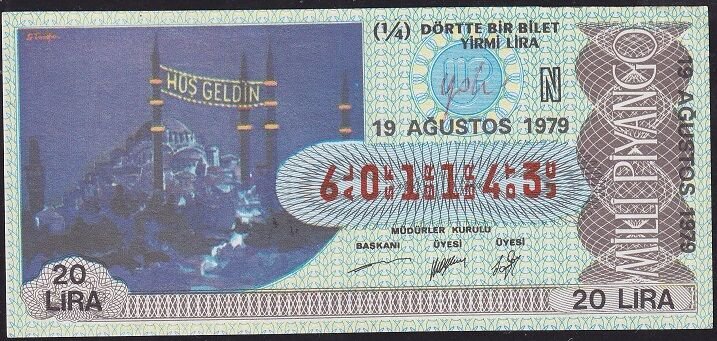 HOŞ GELDİN
(1/4) DÖRTTE BİR BİLET
YİRMİ LİRA
N
19 AĞUSTOS 1979
601143
MÜDÜRLER KURULU
BAŞKANI ÜYESİ ÜYESİ
20
LİRA
20 LİRA
MİLLİ PİYANGO
19 AĞUSTOS 1979